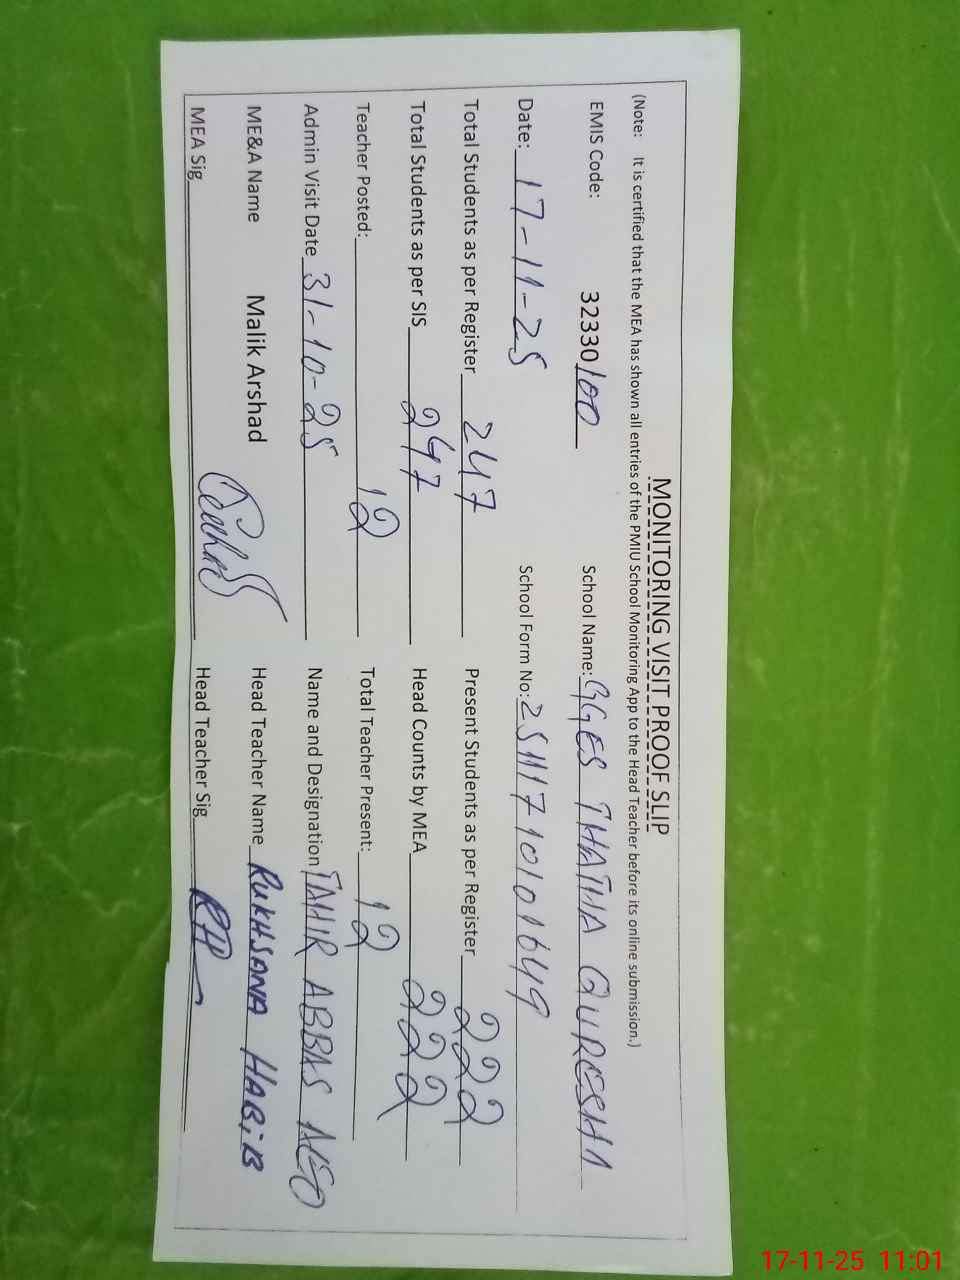 MONITORING VISIT PROOF SLIP
(Note: It is certified that the MEA has shown all entries of the PMIU School Monitoring App to the Head Teacher before its online submission.)
EMIS Code: 32330100 School Name: GGES THATHA QURESHI
Date: 17-11-25 School Form No: 2511171010 1649
Total Students as per Register 247 Present Students as per Register 222
Total Students as per SIS 247 Head Counts by MEA 222
Teacher Posted: 12 Total Teacher Present: 12
Admin Visit Date 31-10-25 Name and Designation TAHIR ABBAS AEO
ME&A Name Malik Arshad Head Teacher Name RUKHSANA HABiB
MEA Sig Head Teacher Sig RH
17-11-25 11:01